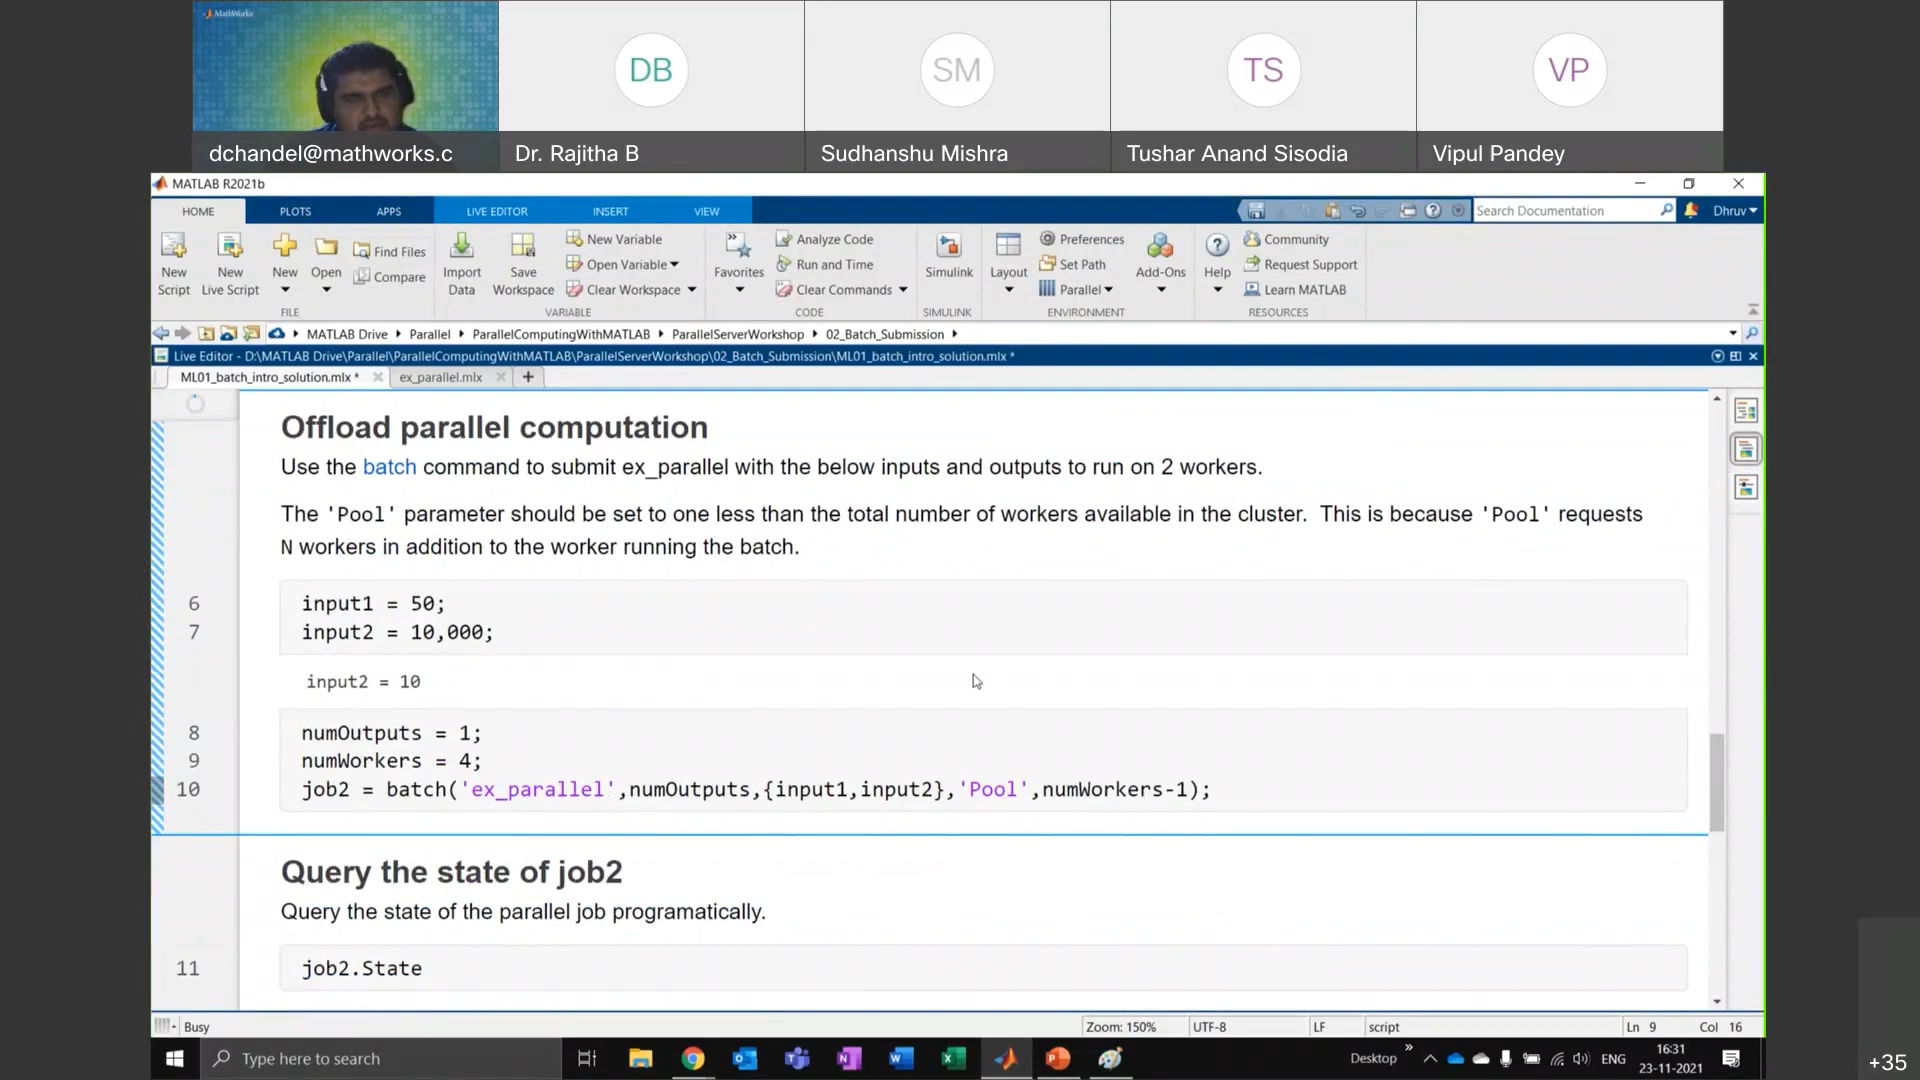 MathWorks
DB
SM
TS
VP
dchandel@mathworks.c
Dr. Rajitha B
Sudhanshu Mishra
Tushar Anand Sisodia
Vipul Pandey
MATLAB R2021b
HOME
PLOTS
APPS
LIVE EDITOR
INSERT
VIEW
Search Documentation
Dhruv
New Script
New Live Script
New
Open
Find Files
Compare
FILE
Import Data
Save Workspace
New Variable
Open Variable
Clear Workspace
VARIABLE
Favorites
Analyze Code
Run and Time
Clear Commands
CODE
Simulink
SIMULINK
Layout
Preferences
Set Path
Parallel
Add-Ons
ENVIRONMENT
Help
Community
Request Support
Learn MATLAB
RESOURCES
MATLAB Drive
Parallel
ParallelComputingWithMATLAB
ParallelServerWorkshop
02_Batch_Submission
Live Editor - D:\MATLAB Drive\Parallel\ParallelComputingWithMATLAB\ParallelServerWorkshop\02_Batch_Submission\ML01_batch_intro_solution.mlx *
ML01_batch_intro_solution.mlx *
ex_parallel.mlx
Offload parallel computation
Use the batch command to submit ex_parallel with the below inputs and outputs to run on 2 workers.
The 'Pool' parameter should be set to one less than the total number of workers available in the cluster. This is because 'Pool' requests
N workers in addition to the worker running the batch.
6 input1 = 50;
7 input2 = 10,000;
input2 = 10
8 numOutputs = 1;
9 numWorkers = 4;
10 job2 = batch('ex_parallel',numOutputs,{input1,input2},'Pool',numWorkers-1);
Query the state of job2
Query the state of the parallel job programatically.
11 job2.State
Busy
Zoom: 150%
UTF-8
LF
script
Ln 9
Col 16
Type here to search
Desktop
ENG
16:31
23-11-2021
+35